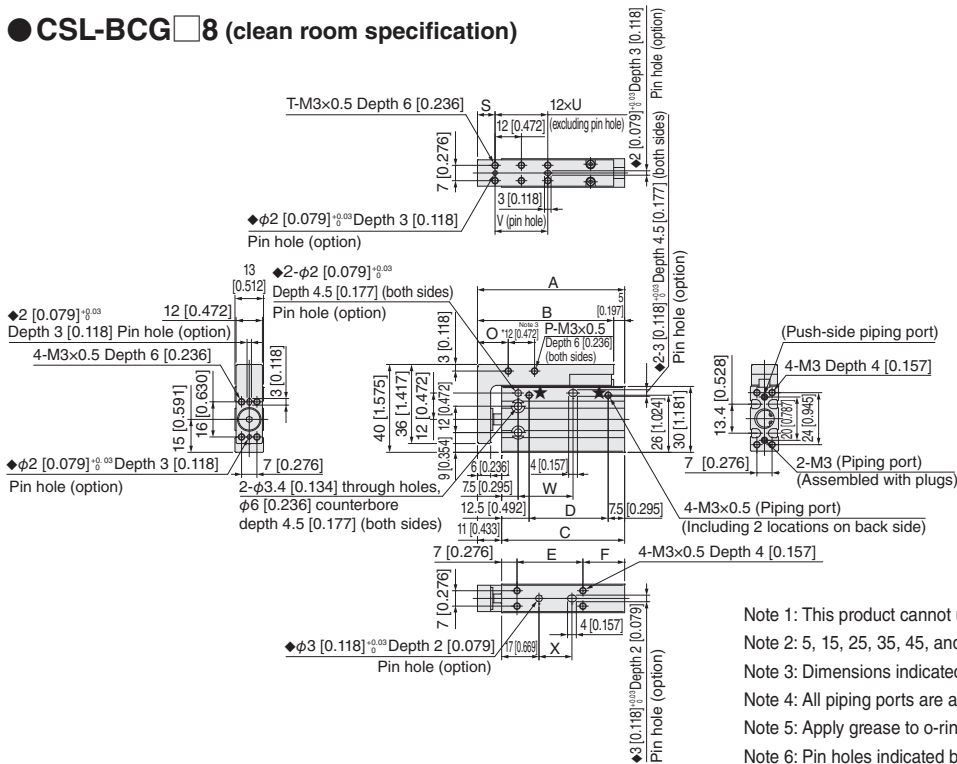 ●CSL-BCG□8 (clean room specification)
T-M3×0.5 Depth 6 [0.236]
S
12×U
(excluding pin hole)
12 [0.472]
7 [0.276]
3 [0.118]
V (pin hole)
◆φ2 [0.079]+0.03 0 Depth 3 [0.118]
Pin hole (option)
◆2 [0.079]+0.03 0 Depth 3 [0.118]
Pin hole (option)
◆2-3 [0.118]+0.03 0 Depth 4.5 [0.177] (both sides)
Pin hole (option)
13
[0.512]
12 [0.472]
◆2 [0.079]+0.03 0
Depth 3 [0.118] Pin hole (option)
4-M3×0.5 Depth 6 [0.236]
3 [0.118]
15 [0.591]
16 [0.630]
◆φ2 [0.079]+0.03 0 Depth 3 [0.118]
Pin hole (option)
7 [0.276]
◆2-φ2 [0.079]+0.03 0
Depth 4.5 [0.177] (both sides)
Pin hole (option)
A
5
[0.197]
B
O
Note 3
*12 [0.472]
P-M3×0.5
Depth 6 [0.236]
(both sides)
3 [0.118]
40 [1.575]
36 [1.417]
12 [0.472]
12 [0.472]
9 [0.354]
★
★
26 [1.024]
30 [1.181]
6 [0.236]
4 [0.157]
7.5 [0.295]
W
12.5 [0.492]
D
7.5 [0.295]
11 [0.433]
C
2-φ3.4 [0.134] through holes,
φ6 [0.236] counterbore
depth 4.5 [0.177] (both sides)
(Push-side piping port)
4-M3 Depth 4 [0.157]
13.4 [0.528]
20 [0.787]
24 [0.945]
7 [0.276]
2-M3 (Piping port)
(Assembled with plugs)
4-M3×0.5 (Piping port)
(Including 2 locations on back side)
7 [0.276]
E
F
4-M3×0.5 Depth 4 [0.157]
7 [0.276]
4 [0.157]
17 [0.669]
X
◆φ3 [0.118]+0.03 0 Depth 2 [0.079]
Pin hole (option)
◆3 [0.118]+0.03 0 Depth 2 [0.079]
Pin hole (option)
Note 1: This product cannot
Note 2: 5, 15, 25, 35, 45, and
Note 3: Dimensions indicated
Note 4: All piping ports are a
Note 5: Apply grease to o-rin
Note 6: Pin holes indicated b